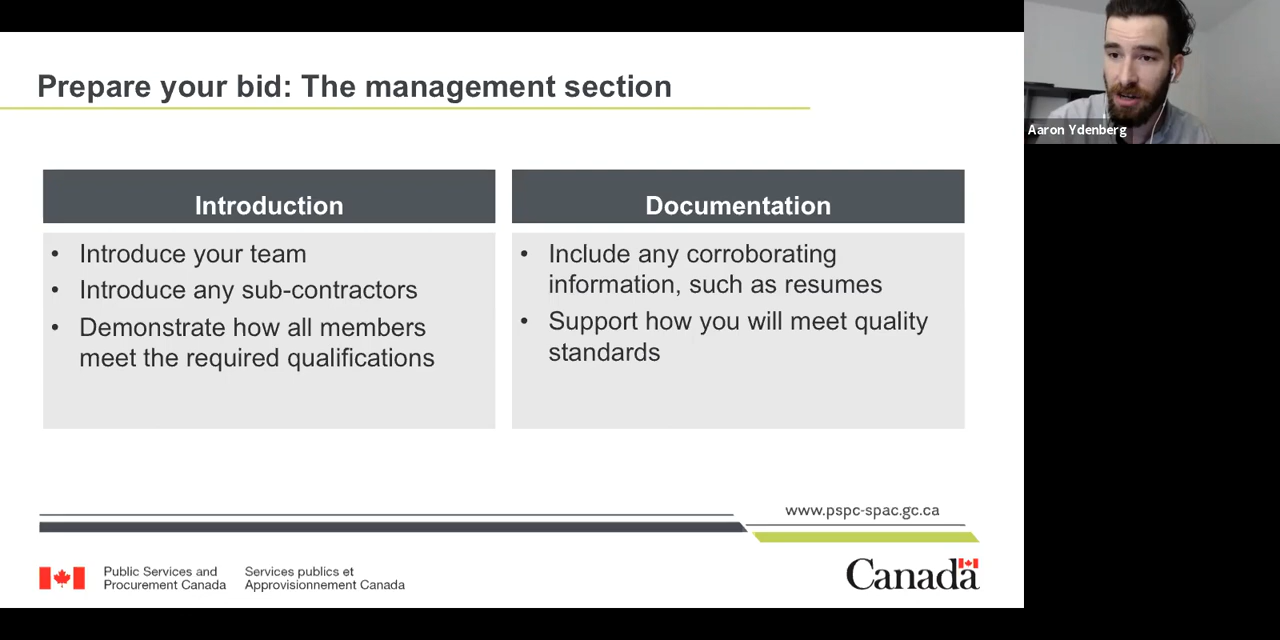 Prepare your bid: The management section
Introduction
• Introduce your team
• Introduce any sub-contractors
• Demonstrate how all members
meet the required qualifications
Documentation
• Include any corroborating
information, such as resumes
• Support how you will meet quality
standards
www.pspc-spac.gc.ca
Public Services and
Procurement Canada
Services publics et
Approvisionnement Canada
Canada
Aaron Ydenberg